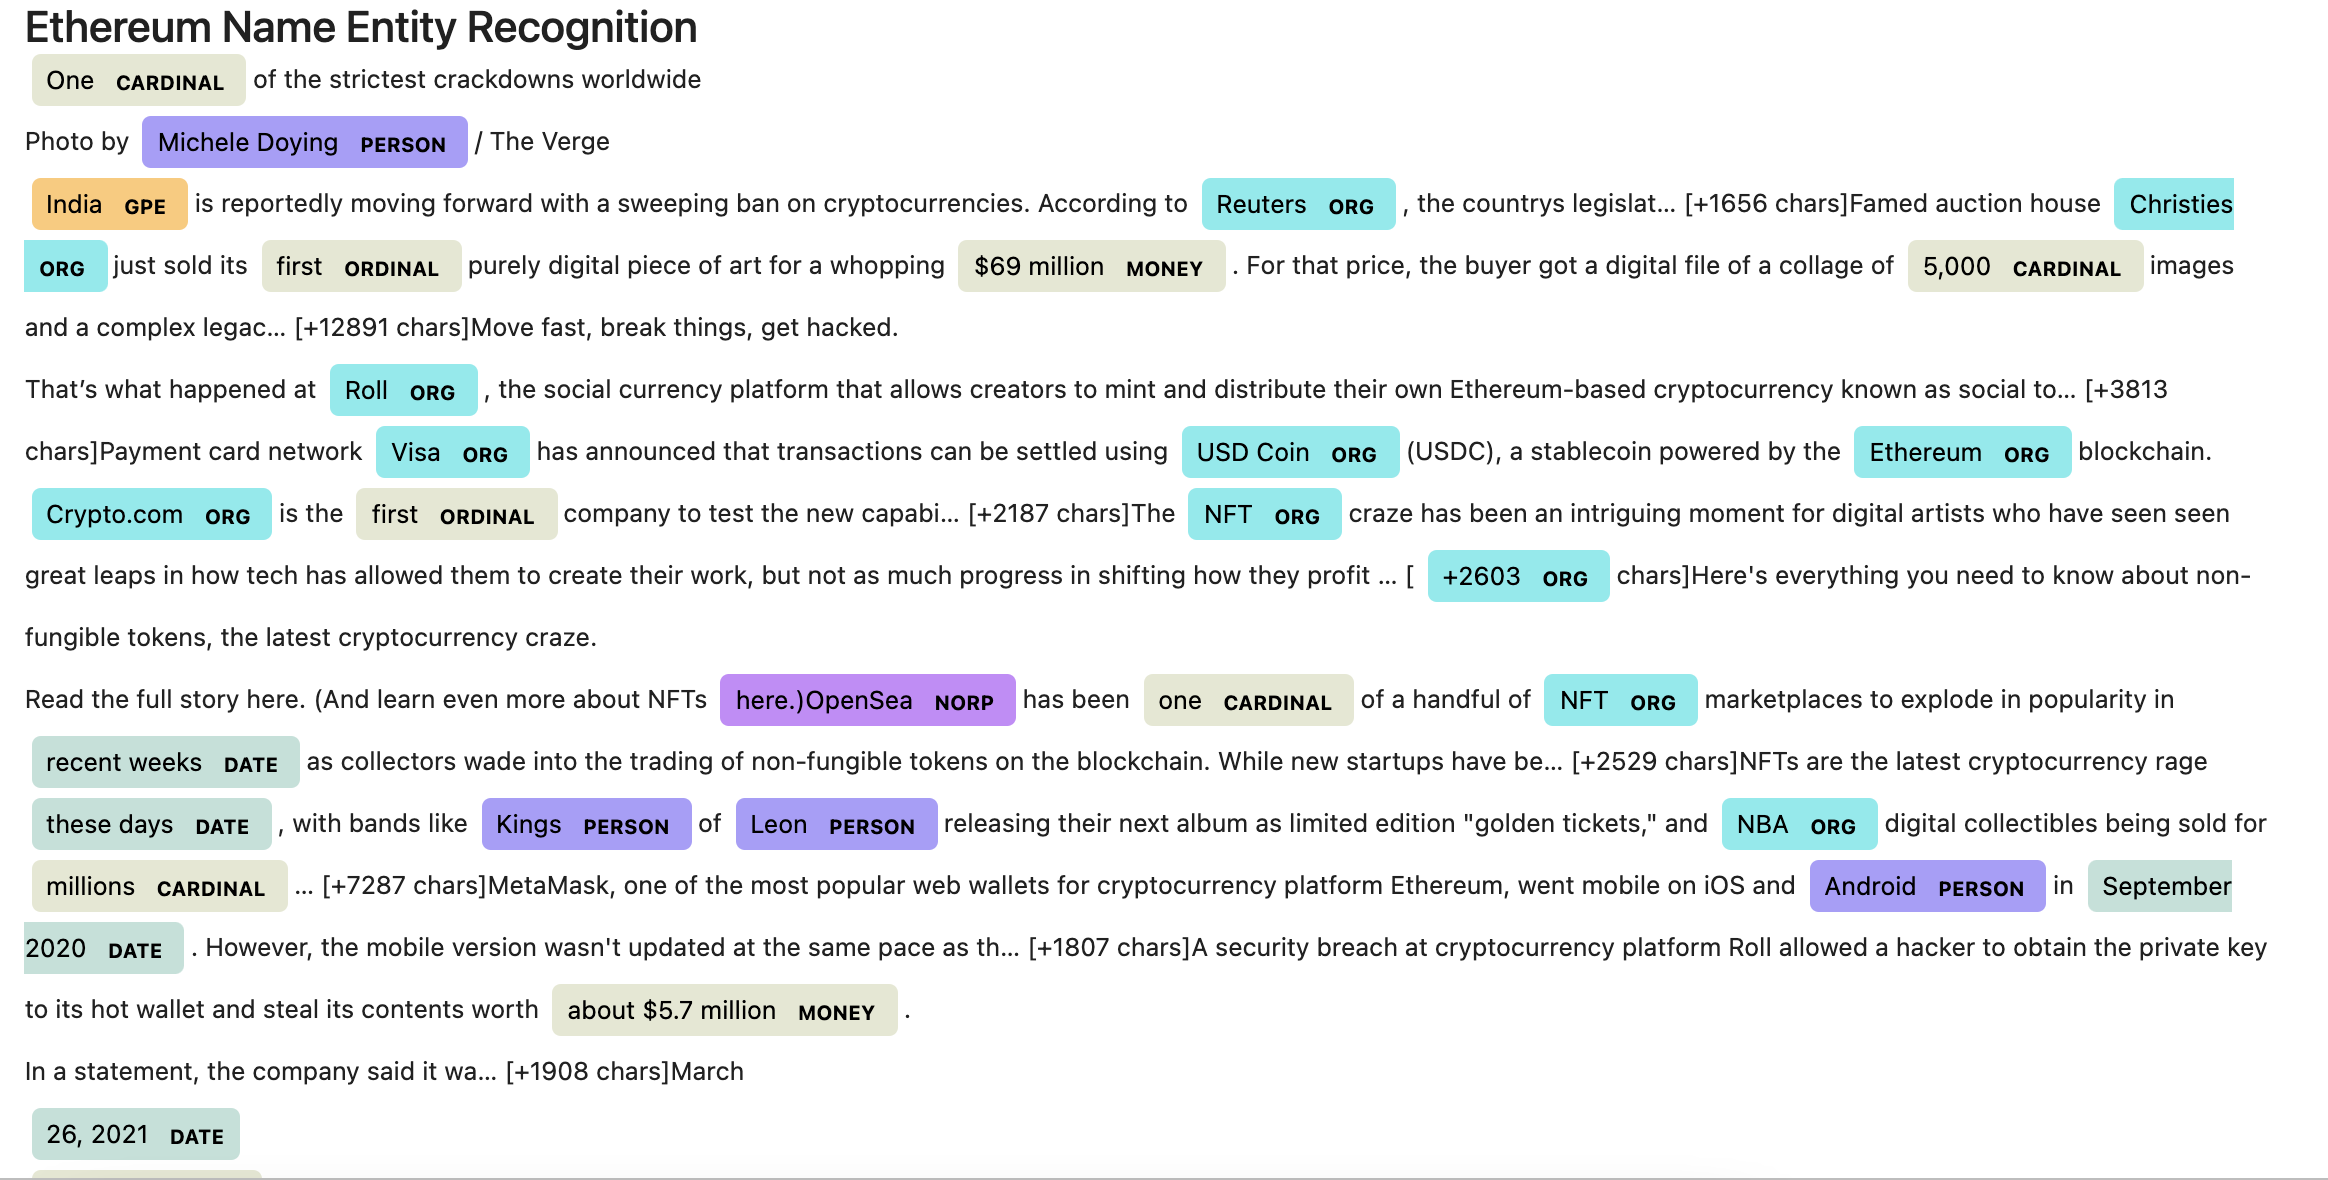 Ethereum Name Entity Recognition
One CARDINAL of the strictest crackdowns worldwide
Photo by Michele Doying PERSON / The Verge
India GPE is reportedly moving forward with a sweeping ban on cryptocurrencies. According to Reuters ORG , the countrys legislat… [+1656 chars]Famed auction house Christies
ORG just sold its first ORDINAL purely digital piece of art for a whopping $69 million MONEY . For that price, the buyer got a digital file of a collage of 5,000 CARDINAL images
and a complex legac… [+12891 chars]Move fast, break things, get hacked.
That’s what happened at Roll ORG , the social currency platform that allows creators to mint and distribute their own Ethereum-based cryptocurrency known as social to… [+3813
chars]Payment card network Visa ORG has announced that transactions can be settled using USD Coin ORG (USDC), a stablecoin powered by the Ethereum ORG blockchain.
Crypto.com ORG is the first ORDINAL company to test the new capabi… [+2187 chars]The NFT ORG craze has been an intriguing moment for digital artists who have seen seen
great leaps in how tech has allowed them to create their work, but not as much progress in shifting how they profit … [ +2603 ORG chars]Here's everything you need to know about non-
fungible tokens, the latest cryptocurrency craze.
Read the full story here. (And learn even more about NFTs here.)OpenSea NORP has been one CARDINAL of a handful of NFT ORG marketplaces to explode in popularity in
recent weeks DATE as collectors wade into the trading of non-fungible tokens on the blockchain. While new startups have be… [+2529 chars]NFTs are the latest cryptocurrency rage
these days DATE , with bands like Kings PERSON of Leon PERSON releasing their next album as limited edition "golden tickets," and NBA ORG digital collectibles being sold for
millions CARDINAL … [+7287 chars]MetaMask, one of the most popular web wallets for cryptocurrency platform Ethereum, went mobile on iOS and Android PERSON in September
2020 DATE . However, the mobile version wasn't updated at the same pace as th… [+1807 chars]A security breach at cryptocurrency platform Roll allowed a hacker to obtain the private key
to its hot wallet and steal its contents worth about $5.7 million MONEY .
In a statement, the company said it wa… [+1908 chars]March
26, 2021 DATE